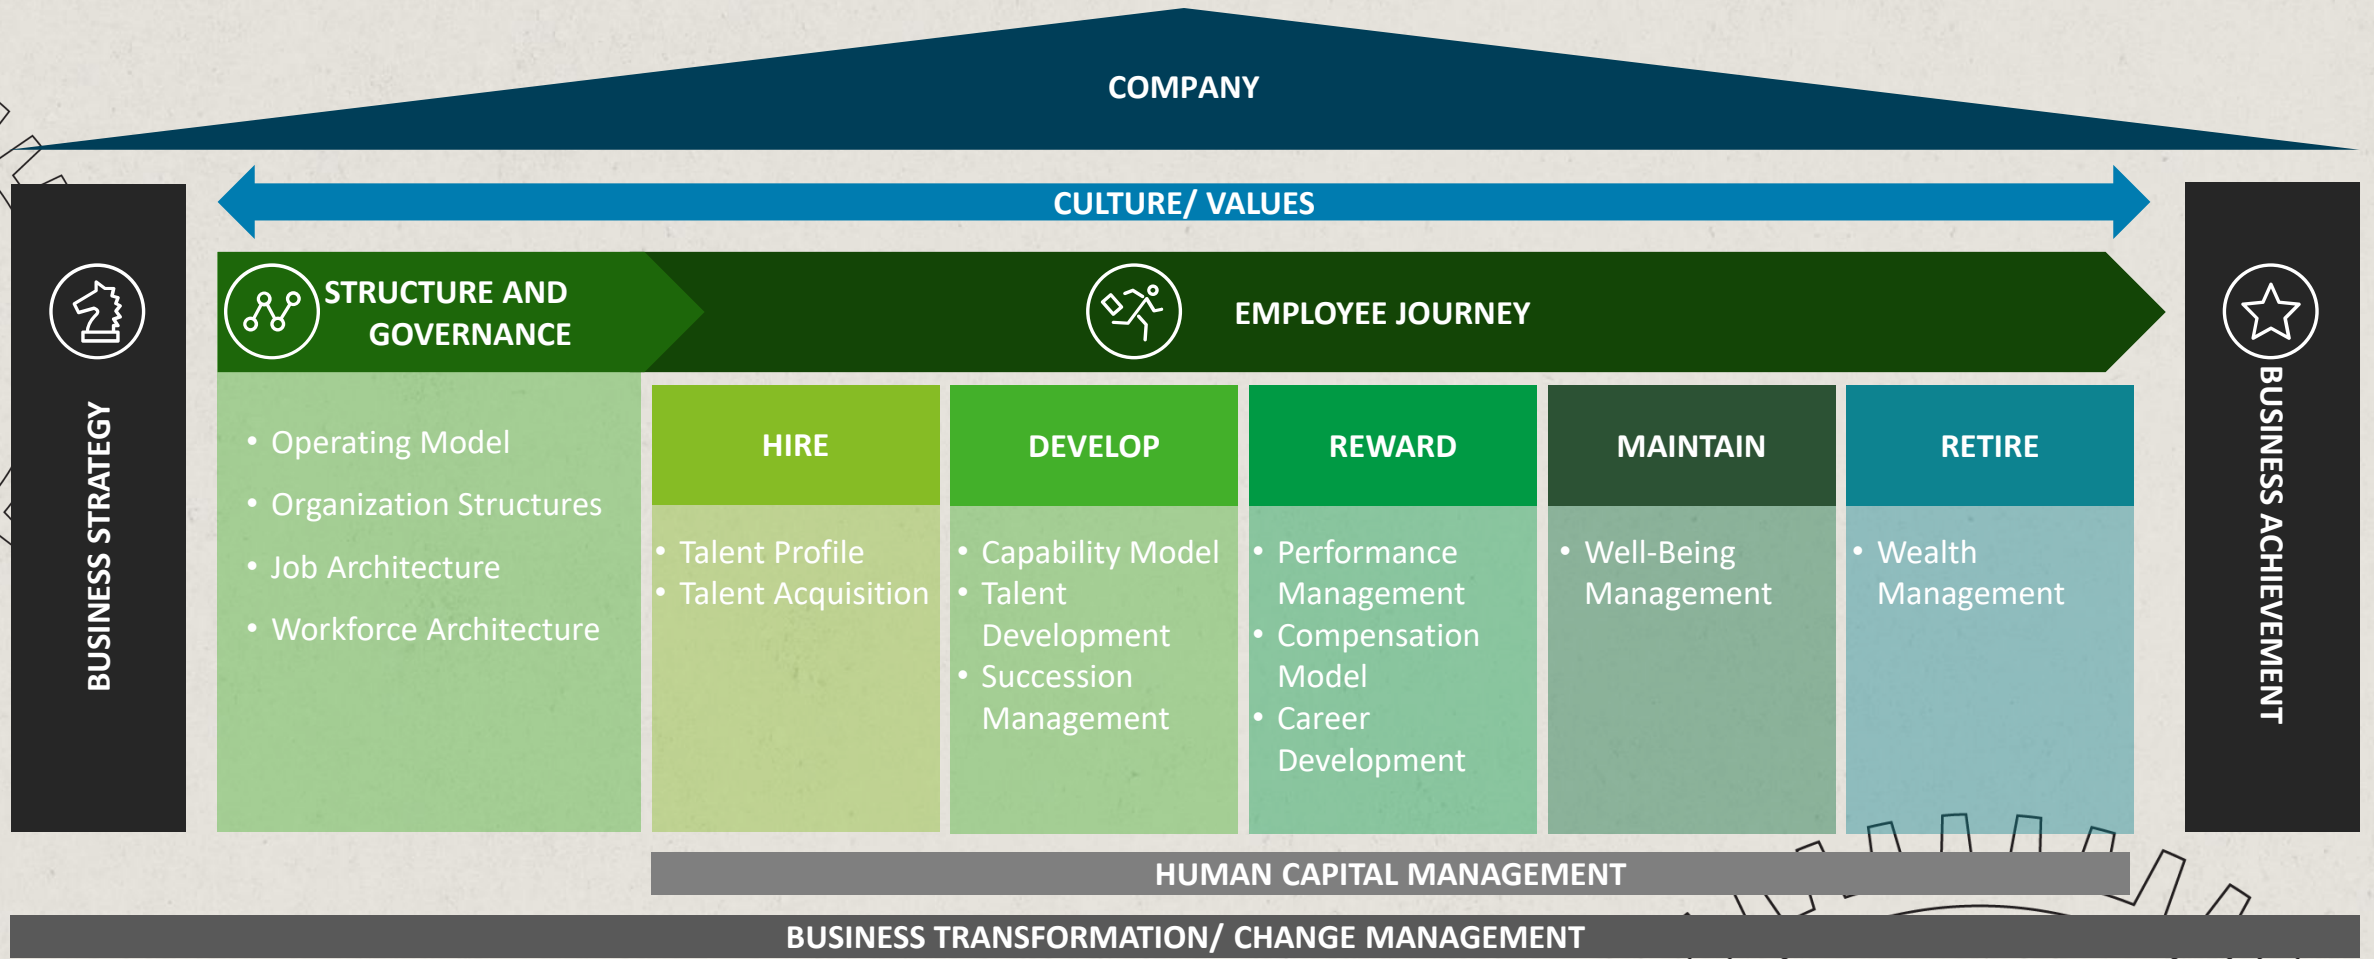 COMPANY
CULTURE/ VALUES
BUSINESS STRATEGY
STRUCTURE AND
GOVERNANCE
• Operating Model
• Organization Structures
• Job Architecture
• Workforce Architecture
EMPLOYEE JOURNEY
HIRE
• Talent Profile
• Talent Acquisition
DEVELOP
• Capability Model
• Talent
Development
• Succession
Management
REWARD
• Performance
Management
• Compensation
Model
• Career
Development
MAINTAIN
• Well-Being
Management
RETIRE
• Wealth
Management
BUSINESS ACHIEVEMENT
HUMAN CAPITAL MANAGEMENT
BUSINESS TRANSFORMATION/ CHANGE MANAGEMENT